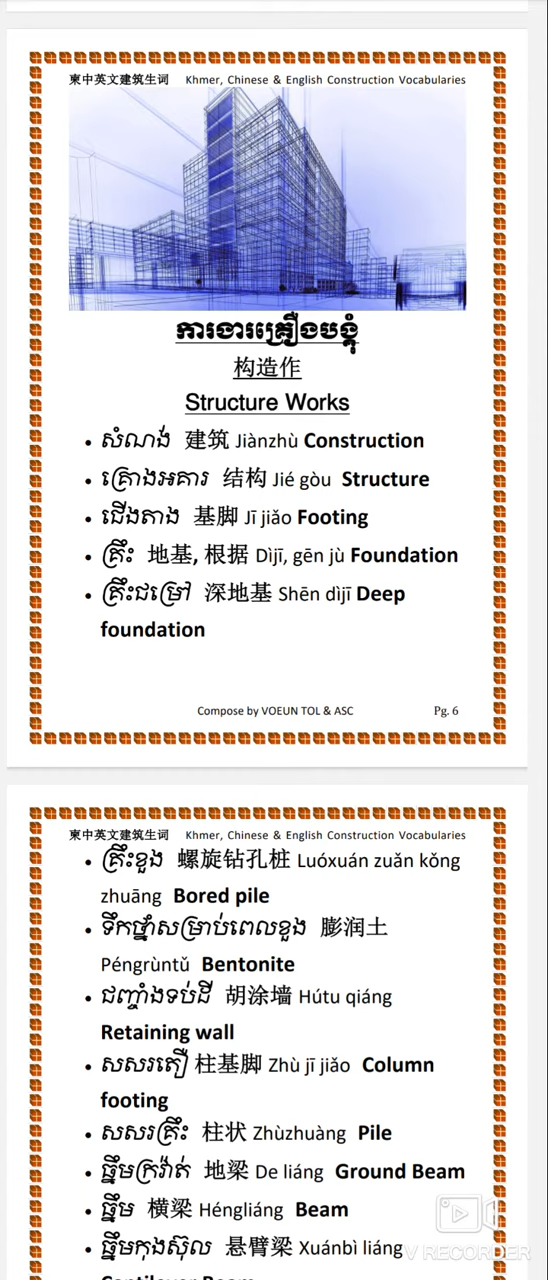 柬中英文建筑生词 Khmer, Chinese & English Construction Vocabularies
ការងារគ្រឿងបង្គុំ
构造作
Structure Works
• សំណង់ 建筑 Jiànzhù Construction
• គ្រោងអគារ 结构 Jié gòu Structure
• ជើងតាង 基脚 Jī jiǎo Footing
• គ្រឹះ 地基, 根据 Dìjī, gēn jù Foundation
• គ្រឹះជម្រៅ 深地基 Shēn dìjī Deep
foundation
Compose by VOEUN TOL & ASC Pg. 6
柬中英文建筑生词 Khmer, Chinese & English Construction Vocabularies
• គ្រឹះខួង 螺旋钻孔桩 Luóxuán zuǎn kǒng
zhuāng Bored pile
• ទឹកថ្នាំសម្រាប់ពេលខួង 膨润土
Péngrùntǔ Bentonite
• ជញ្ចាំងទប់ដី 胡涂墙 Hútu qiáng
Retaining wall
• សសរតឿ 柱基脚 Zhù jī jiǎo Column
footing
• សសរគ្រឹះ 柱状 Zhùzhuàng Pile
• ធ្នឹមក្រវ៉ាត់ 地梁 De liáng Ground Beam
• ធ្នឹម 横梁 Héngliáng Beam
• ធ្នឹមកុងស៊ុល 悬臂梁 Xuánbì liáng
Cantilever Beam
V RECORDER